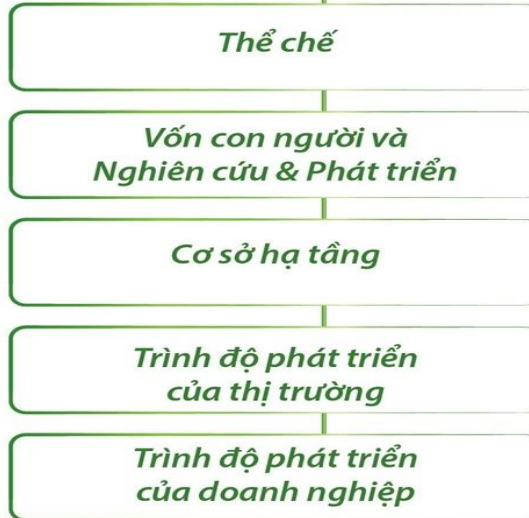 Thể chế
Vốn con người và
Nghiên cứu & Phát triển
Cơ sở hạ tầng
Trình độ phát triển
của thị trường
Trình độ phát triển
của doanh nghiệp